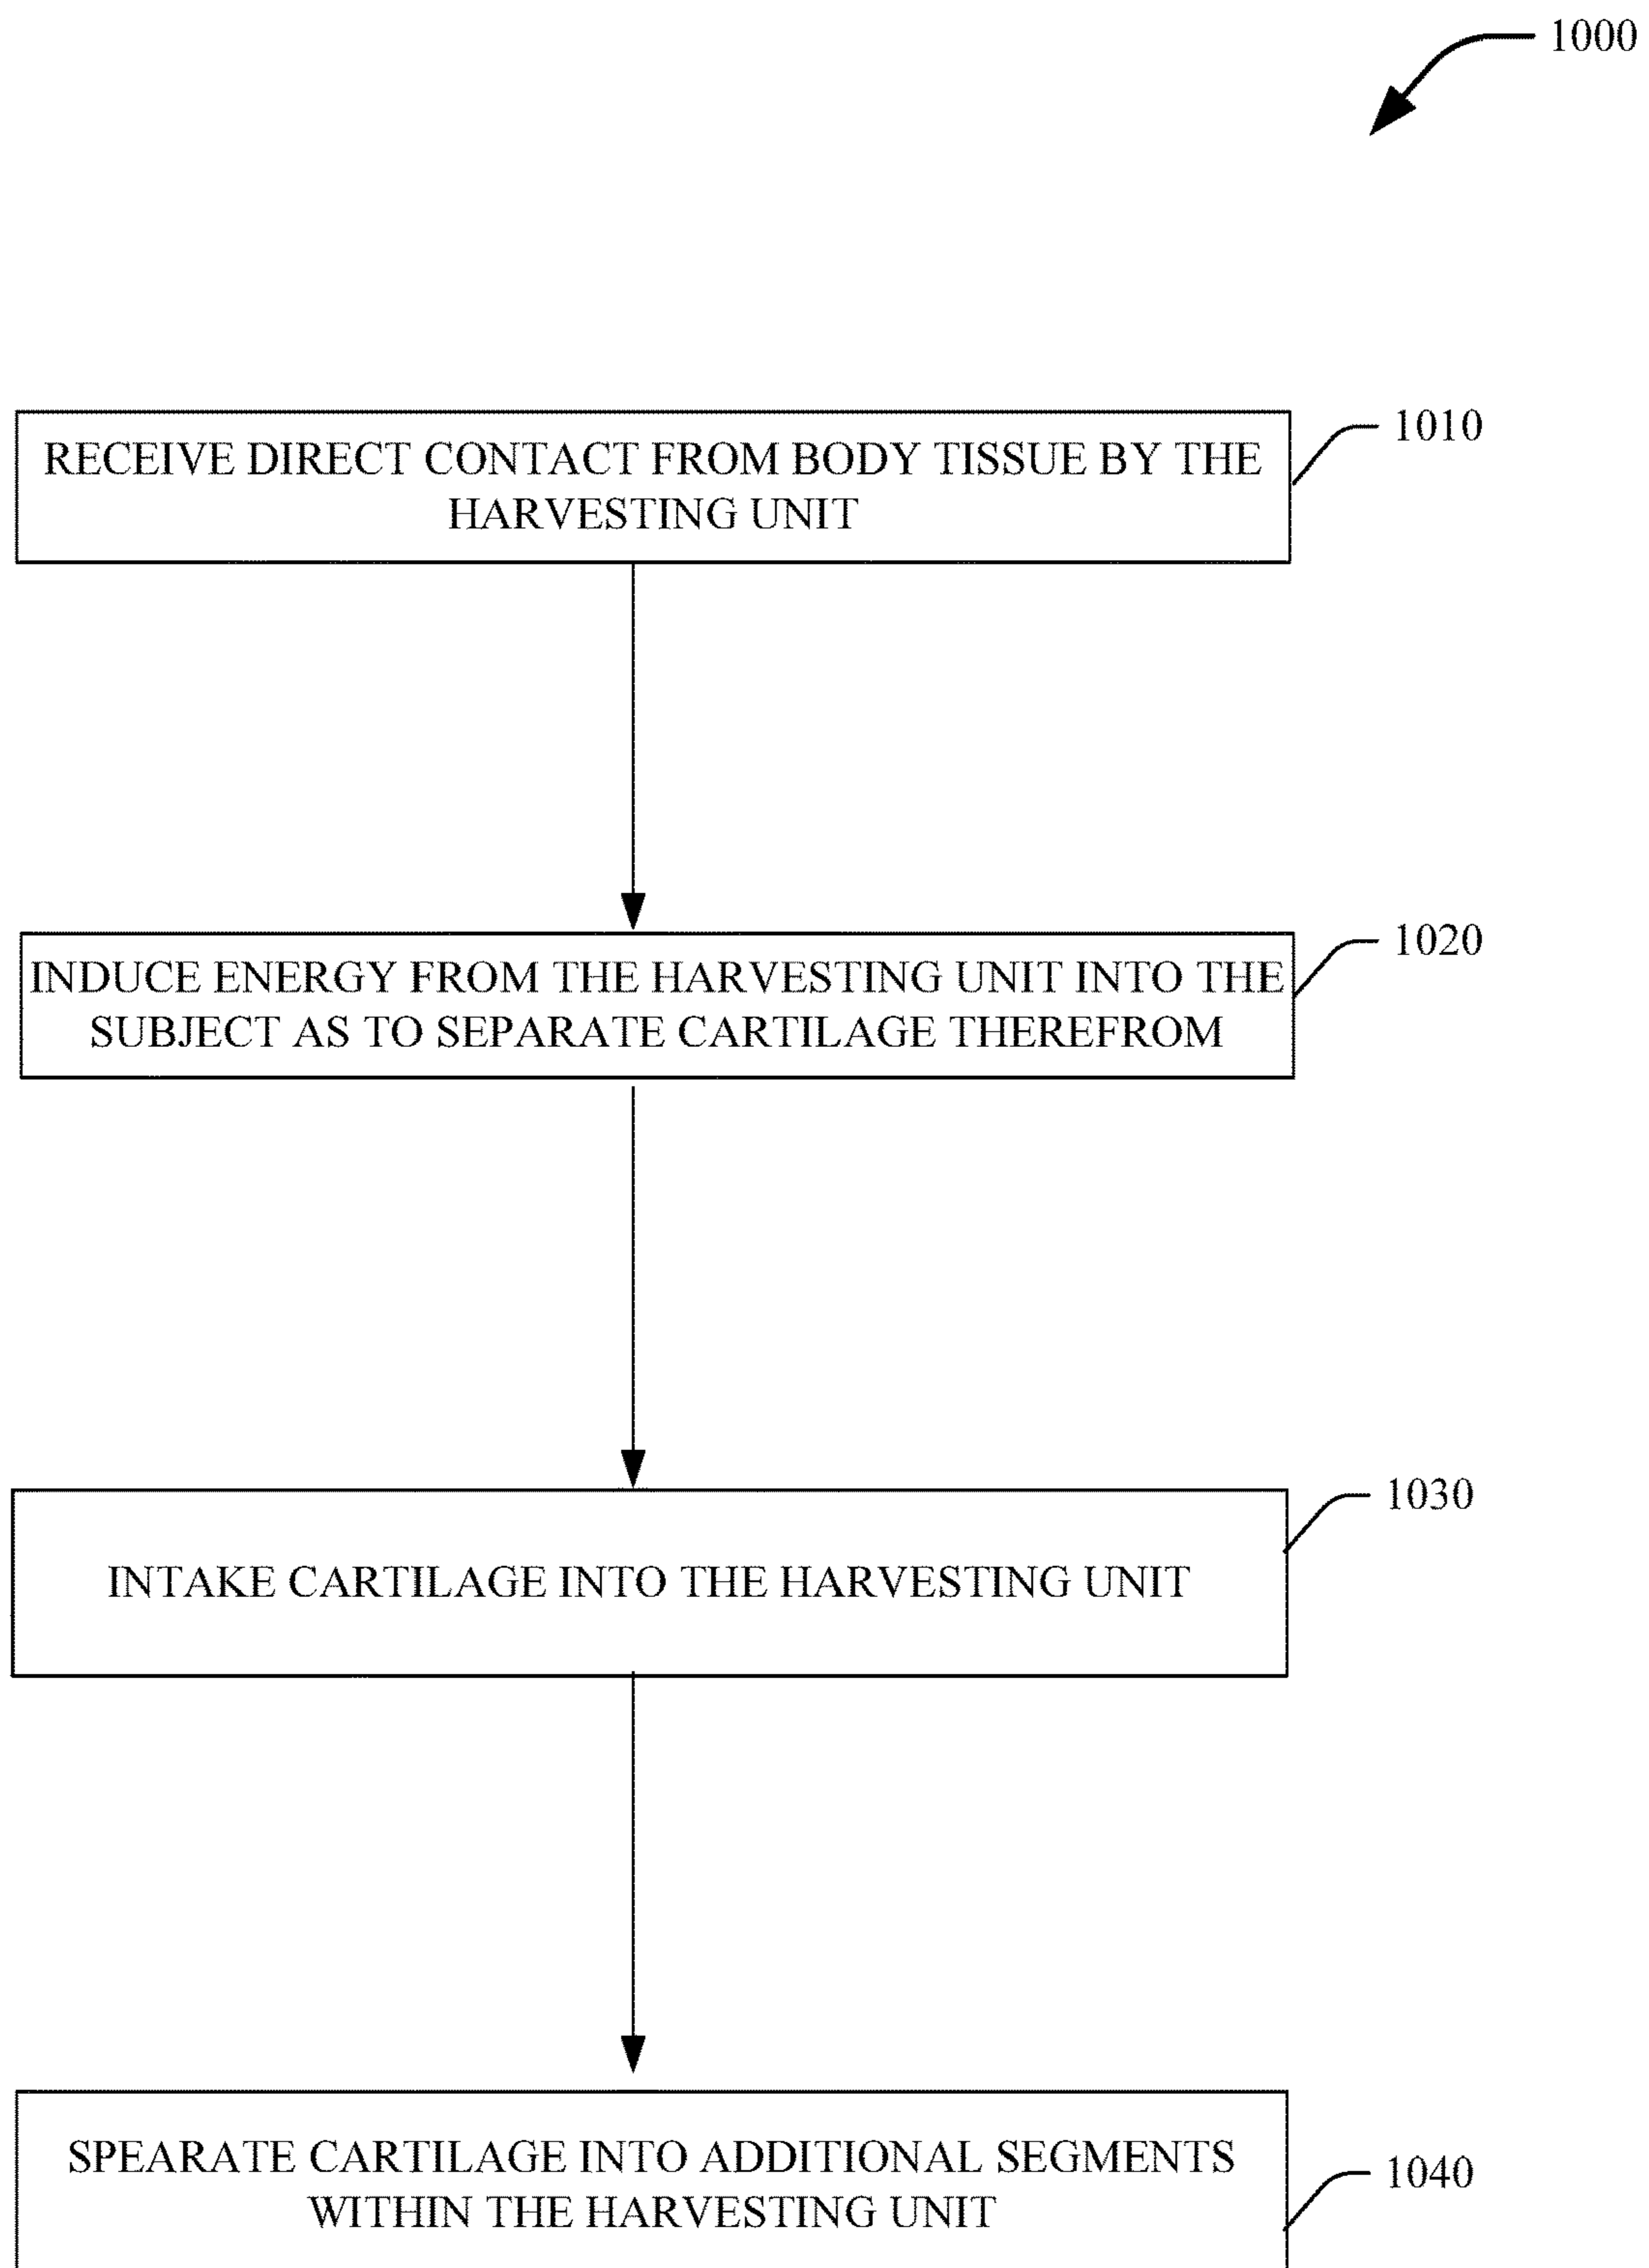 1000
RECEIVE DIRECT CONTACT FROM BODY TISSUE BY THE
HARVESTING UNIT
1010
INDUCE ENERGY FROM THE HARVESTING UNIT INTO THE
SUBJECT AS TO SEPARATE CARTILAGE THEREFROM
1020
INTAKE CARTILAGE INTO THE HARVESTING UNIT
1030
SPEARATE CARTILAGE INTO ADDITIONAL SEGMENTS
WITHIN THE HARVESTING UNIT
1040